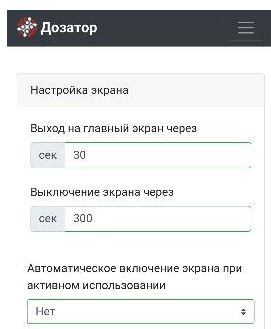 Дозатор
Настройка экрана
Выход на главный экран через
сек 30
Выключение экрана через
сек 300
Автоматическое включение экрана при
активном использовании
Нет